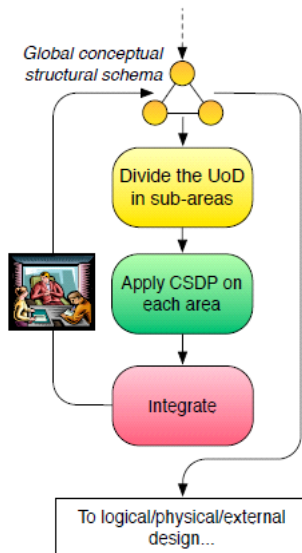 Global conceptual
structural schema
Divide the UoD
in sub-areas
Apply CSDP on
each area
Integrate
To logical/physical/external
design...